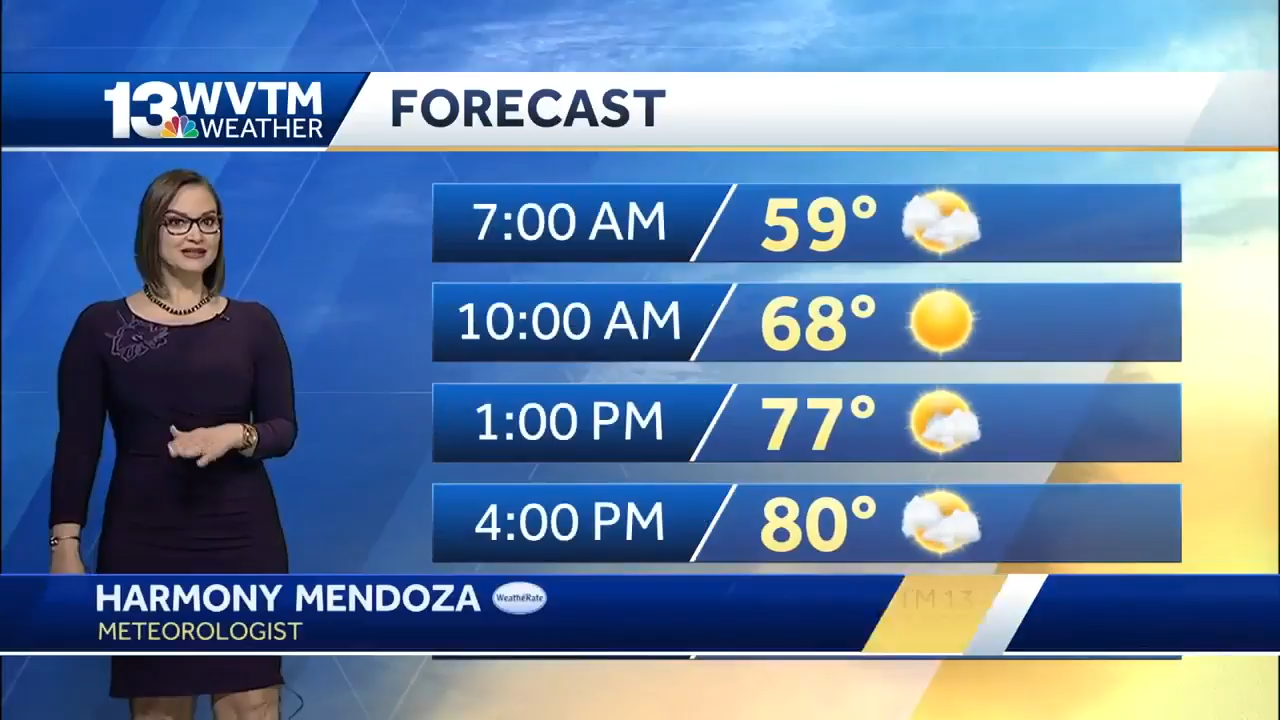 13 WVTM
WEATHER
FORECAST
7:00 AM 59°
10:00 AM 68°
1:00 PM 77°
4:00 PM 80°
HARMONY MENDOZA WeatheRate
METEOROLOGIST